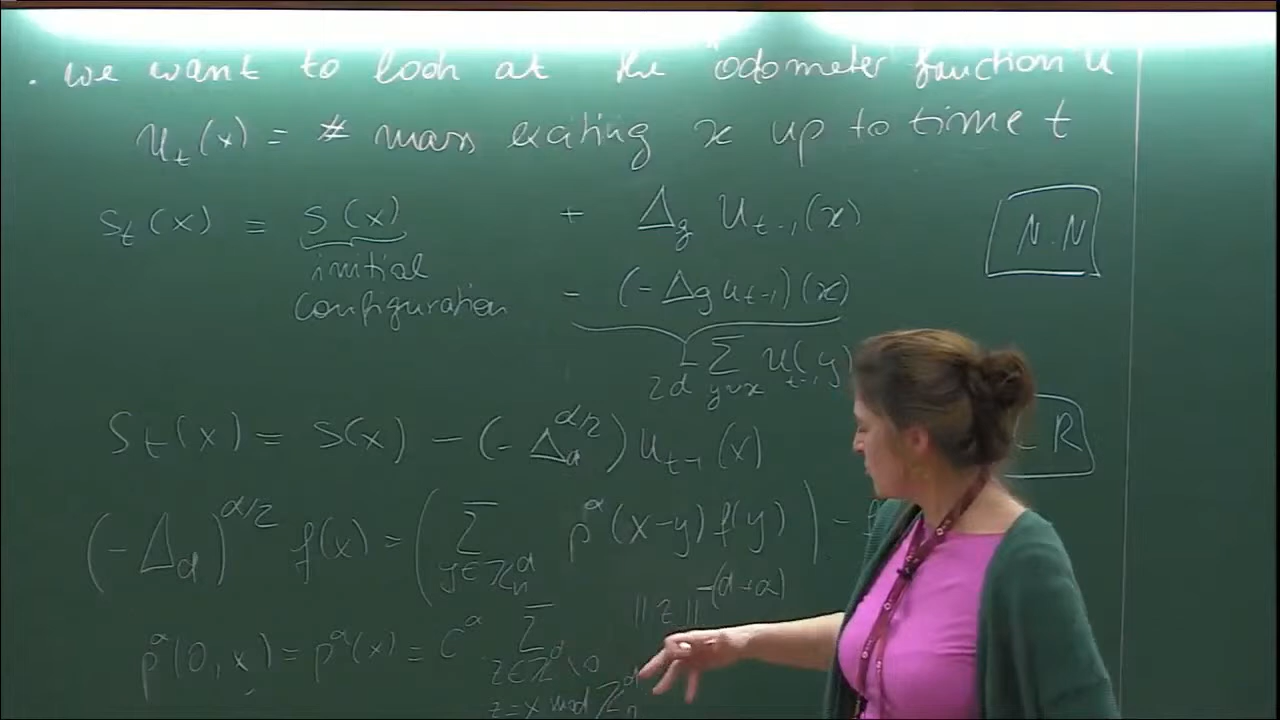 . we want to look at the "odometer function" u
u_t(x) = # mass exiting x up to time t
s_t(x) = s(x) + Δ_g u_{t-1}(x)
N.N
initial
configuration
- (-Δ_g u_{t-1})(x)
1/2d Σ_{y~x} u_{t-1}(y)
S_t(x) = s(x) - (-Δ_d^{α/2}) u_{t-1}(x)
R
(-Δ_d)^{α/2} f(x) = ( Σ_{y∈ℤ_n^d} p^α(x-y) f(y) ) - f
p^α(0,x) = p^α(x) = c^α Σ_{z∈ℤ^d\0, z=x mod ℤ_n^d} ||z||^{-(d+α)}